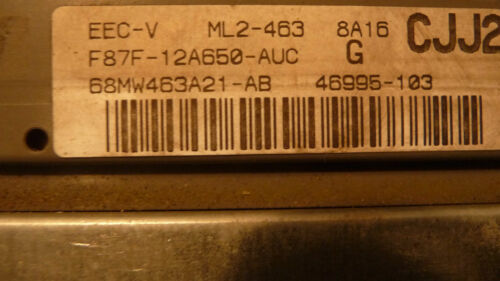 EEC-V ML2-463 8A16 CJJ2
F87F-12A650-AUC G
68MW463A21-AB 46995-103